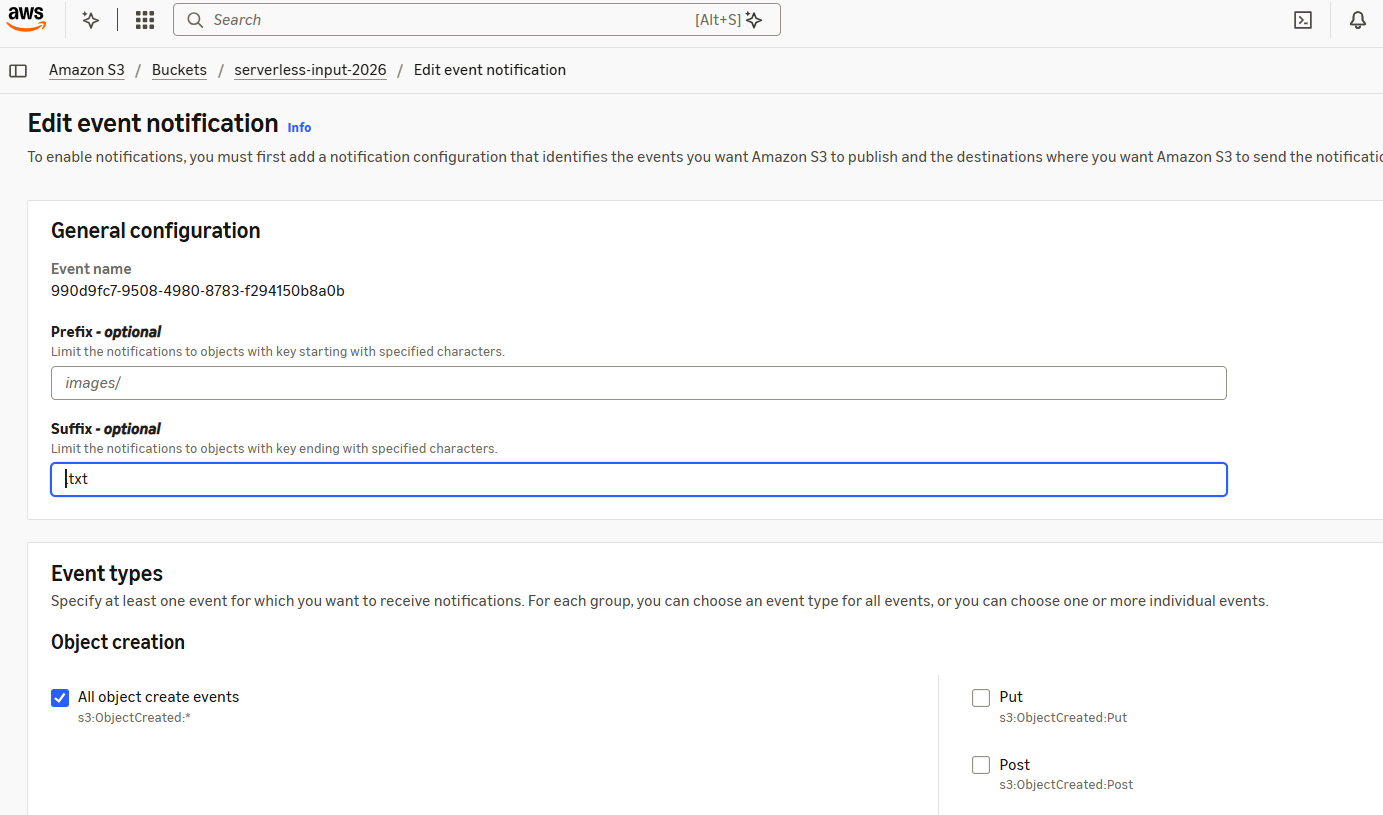 aws
Search [Alt+S]
Amazon S3 / Buckets / serverless-input-2026 / Edit event notification
Edit event notification Info
To enable notifications, you must first add a notification configuration that identifies the events you want Amazon S3 to publish and the destinations where you want Amazon S3 to send the
General configuration
Event name
990d9fc7-9508-4980-8783-f294150b8a0b
Prefix - optional
Limit the notifications to objects with key starting with specified characters.
images/
Suffix - optional
Limit the notifications to objects with key ending with specified characters.
.txt
Event types
Specify at least one event for which you want to receive notifications. For each group, you can choose an event type for all events, or you can choose one or more individual events.
Object creation
All object create events
s3:ObjectCreated:*
Put
s3:ObjectCreated:Put
Post
s3:ObjectCreated:Post